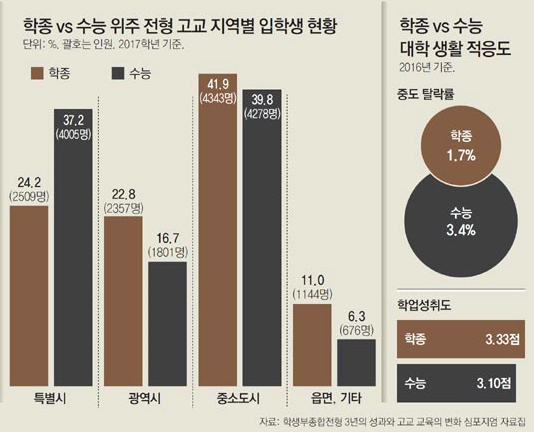 학종 vs 수능 위주 전형 고교 지역별 입학생 현황
단위: %, 괄호는 인원. 2017학년 기준.
학종 수능
24.2
(2509명)
37.2
(4005명)
22.8
(2357명)
16.7
(1801명)
41.9
(4343명)
39.8
(4278명)
11.0
(1144명)
6.3
(676명)
특별시 광역시 중소도시 읍면, 기타
학종 vs 수능
대학 생활 적응도
2016년 기준.
중도 탈락률
학종
1.7%
수능
3.4%
학업성취도
학종 3.33점
수능 3.10점
자료: 학생부종합전형 3년의 성과와 고교 교육의 변화 심포지엄 자료집